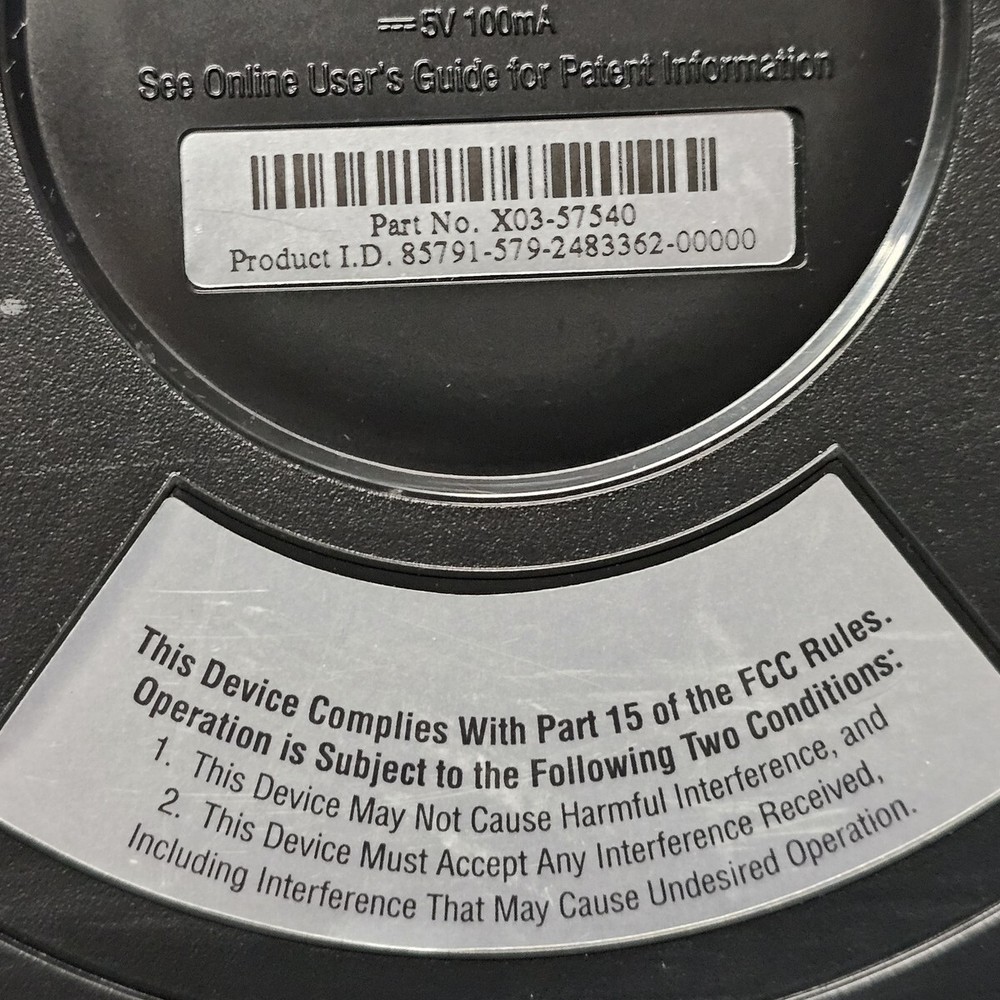 ⎓ 5V 100mA
See Online User's Guide for Patent Information
Part No. X03-57540
Product I.D. 85791-579-2483362-00000
This Device Complies With Part 15 of the FCC Rules.
Operation is Subject to the Following Two Conditions:
1. This Device May Not Cause Harmful Interference, and
2. This Device Must Accept Any Interference Received,
Including Interference That May Cause Undesired Operation.